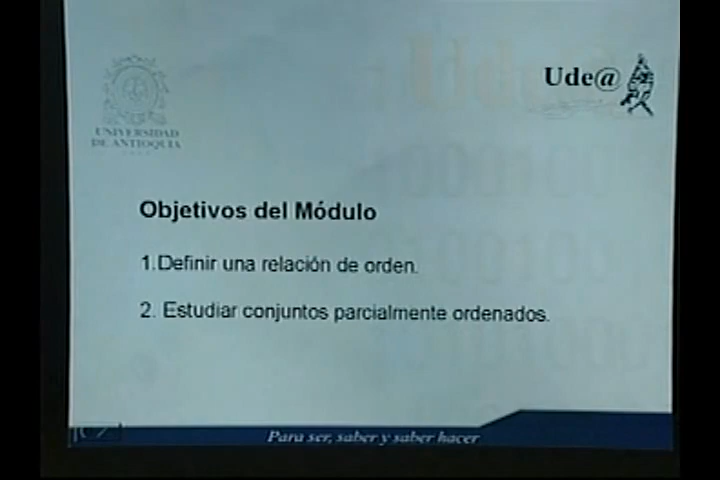 Ude@
UNIVERSIDAD
DE ANTIOQUIA
Objetivos del Módulo
1.Definir una relación de orden.
2. Estudiar conjuntos parcialmente ordenados.
Para ser, saber y saber hacer